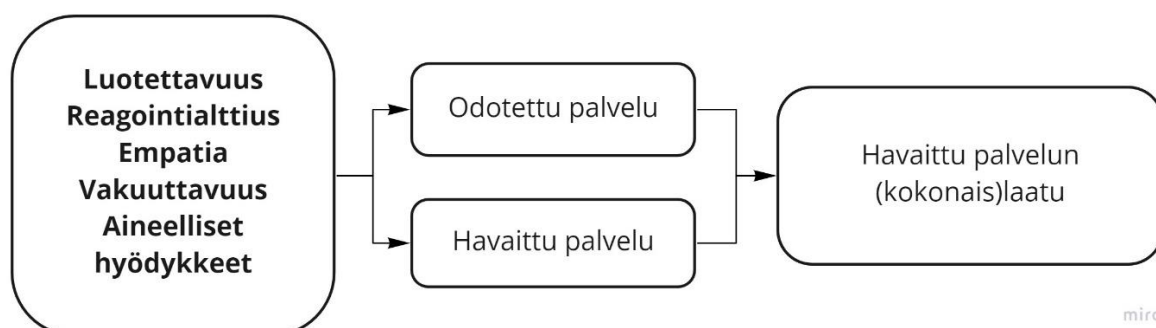 Luotettavuus
Reagointialttius
Empatia
Vakuuttavuus
Aineelliset
hyödykkeet
Odotettu palvelu
Havaittu palvelu
Havaittu palvelun
(kokonais)laatu